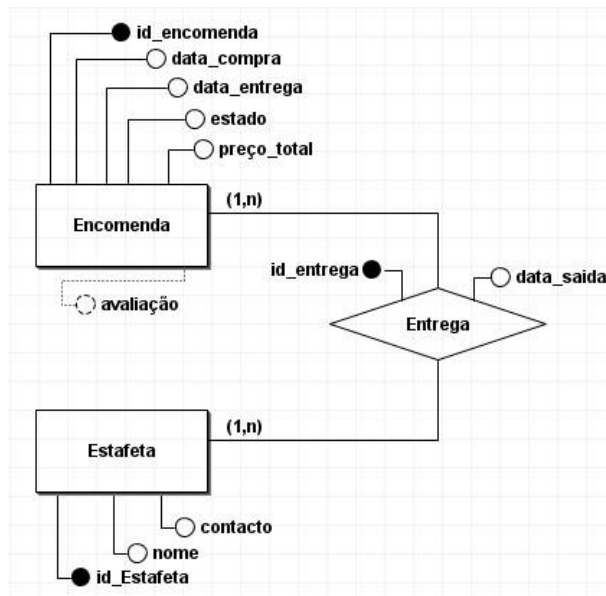 id_encomenda
data_compra
data_entrega
estado
preço_total
(1,n)
Encomenda
id_entrega
data_saida
avaliação
Entrega
(1,n)
Estafeta
contacto
nome
id_Estafeta